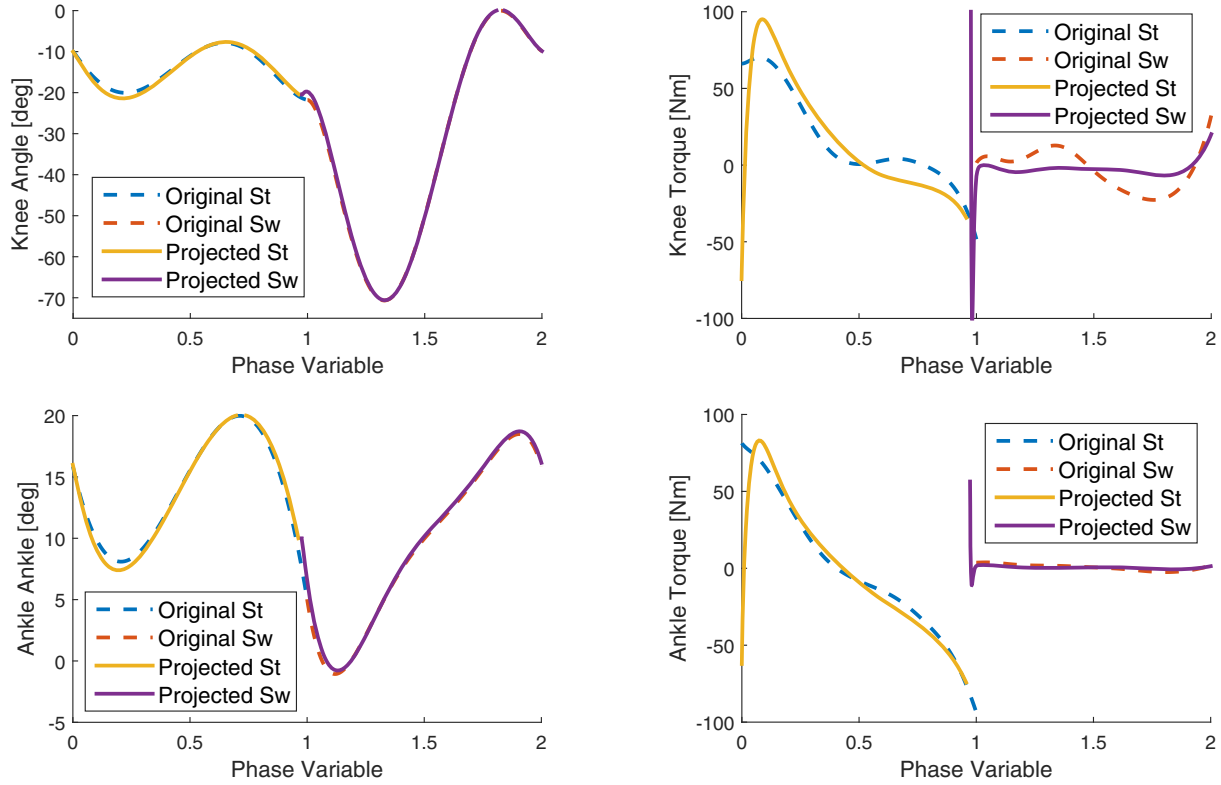 Knee Angle [deg]
0
-10
-20
-30
-40
-50
-60
-70
Original St
Original Sw
Projected St
Projected Sw
0
0.5
1
1.5
2
Phase Variable
Knee Torque [Nm]
100
50
0
-50
-100
Original St
Original Sw
Projected St
Projected Sw
0
0.5
1
1.5
2
Phase Variable
Ankle Ankle [deg]
20
15
10
5
0
-5
Original St
Original Sw
Projected St
Projected Sw
0
0.5
1
1.5
2
Phase Variable
Ankle Torque [Nm]
100
50
0
-50
-100
Original St
Original Sw
Projected St
Projected Sw
0
0.5
1
1.5
2
Phase Variable